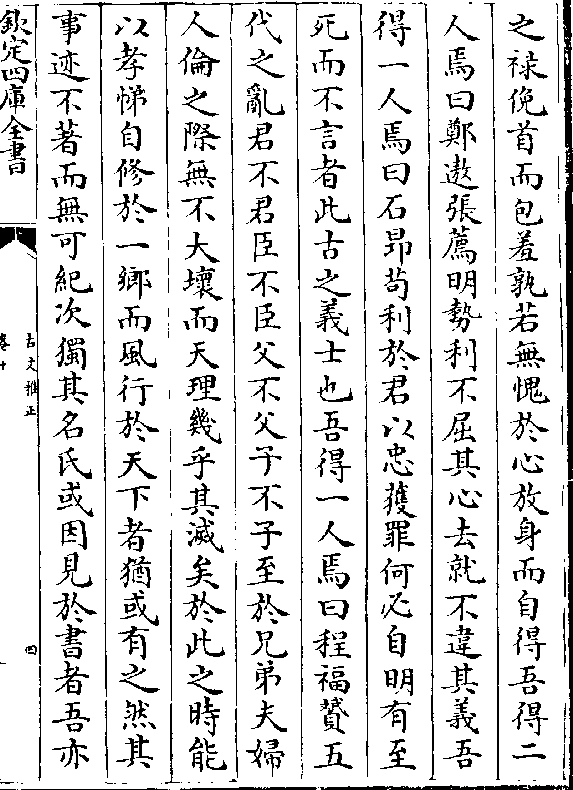 之禄俛首而包羞孰若無愧於心放身而自得吾得二
人焉曰鄭遨張薦明勢利不屈其心去就不違其義吾
得一人焉曰石昂苟利於君以忠獲罪何必自明有至
死而不言者此古之義士也吾得一人焉曰程福贇五
代之亂君不君臣不臣父不父子不子至於兄弟夫婦
人倫之際無不大壞而天理幾乎其滅矣於此之時能
以孝悌自修於一鄉而風行於天下者猶或有之然其
事迹不著而無可紀次獨其名氏或因見於書者吾亦
欽定四庫全書
古文雅正
卷十
四